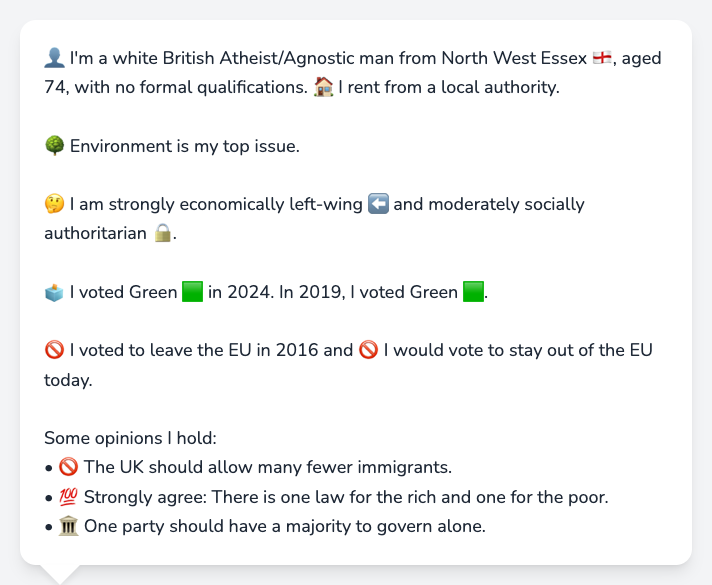 👤 I'm a white British Atheist/Agnostic man from North West Essex 🏴󠁧󠁢󠁥󠁮󠁧󠁿, aged
74, with no formal qualifications. 🏠 I rent from a local authority.
🌳 Environment is my top issue.
🤔 I am strongly economically left-wing ⬅️ and moderately socially
authoritarian 🔒.
🗳️ I voted Green 🟩 in 2024. In 2019, I voted Green 🟩.
🚫 I voted to leave the EU in 2016 and 🚫 I would vote to stay out of the EU
today.
Some opinions I hold:
• 🚫 The UK should allow many fewer immigrants.
• 💯 Strongly agree: There is one law for the rich and one for the poor.
• 🏛️ One party should have a majority to govern alone.